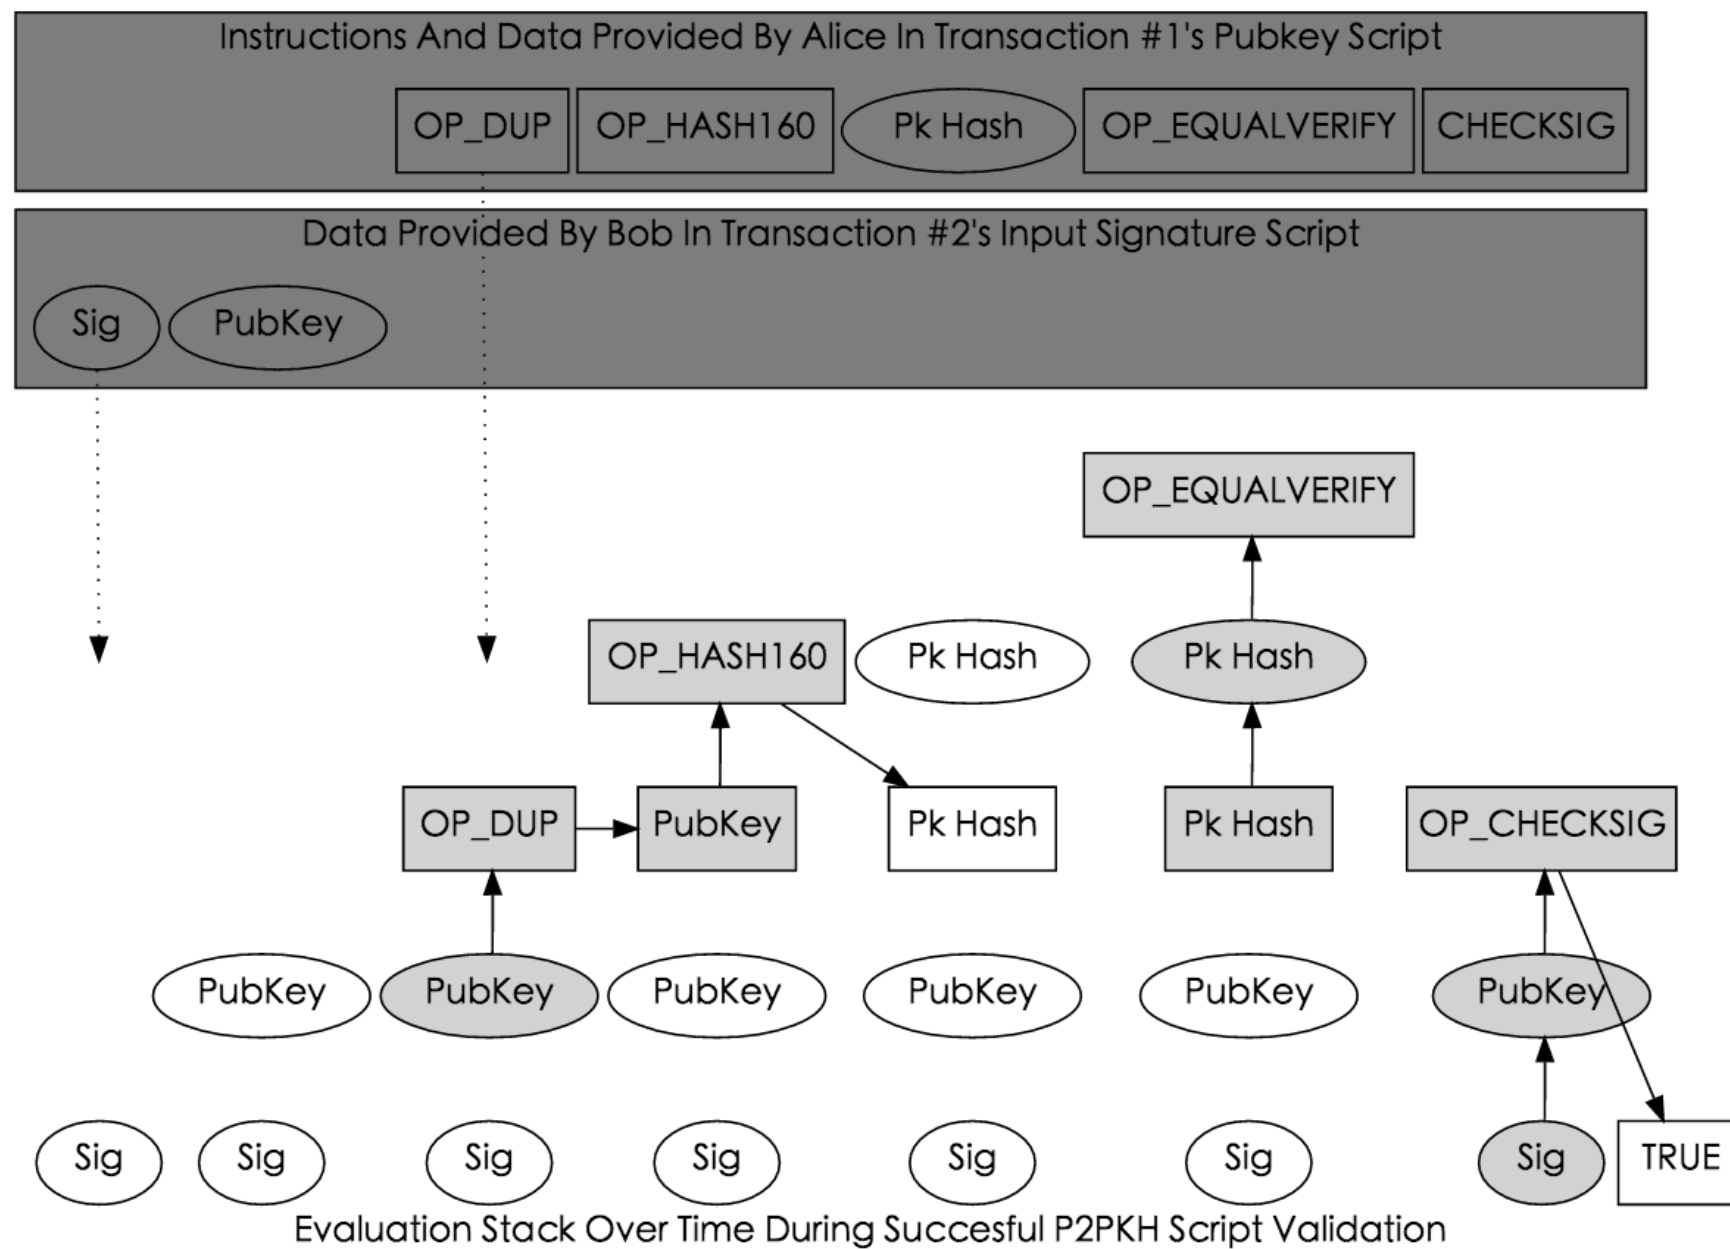 Instructions And Data Provided By Alice In Transaction #1's Pubkey Script
OP_DUP OP_HASH160 Pk Hash OP_EQUALVERIFY CHECKSIG
Data Provided By Bob In Transaction #2's Input Signature Script
Sig PubKey
OP_EQUALVERIFY
OP_HASH160 Pk Hash Pk Hash
OP_DUP PubKey Pk Hash Pk Hash OP_CHECKSIG
PubKey PubKey PubKey PubKey PubKey PubKey
Sig Sig Sig Sig Sig Sig Sig TRUE
Evaluation Stack Over Time During Succesful P2PKH Script Validation